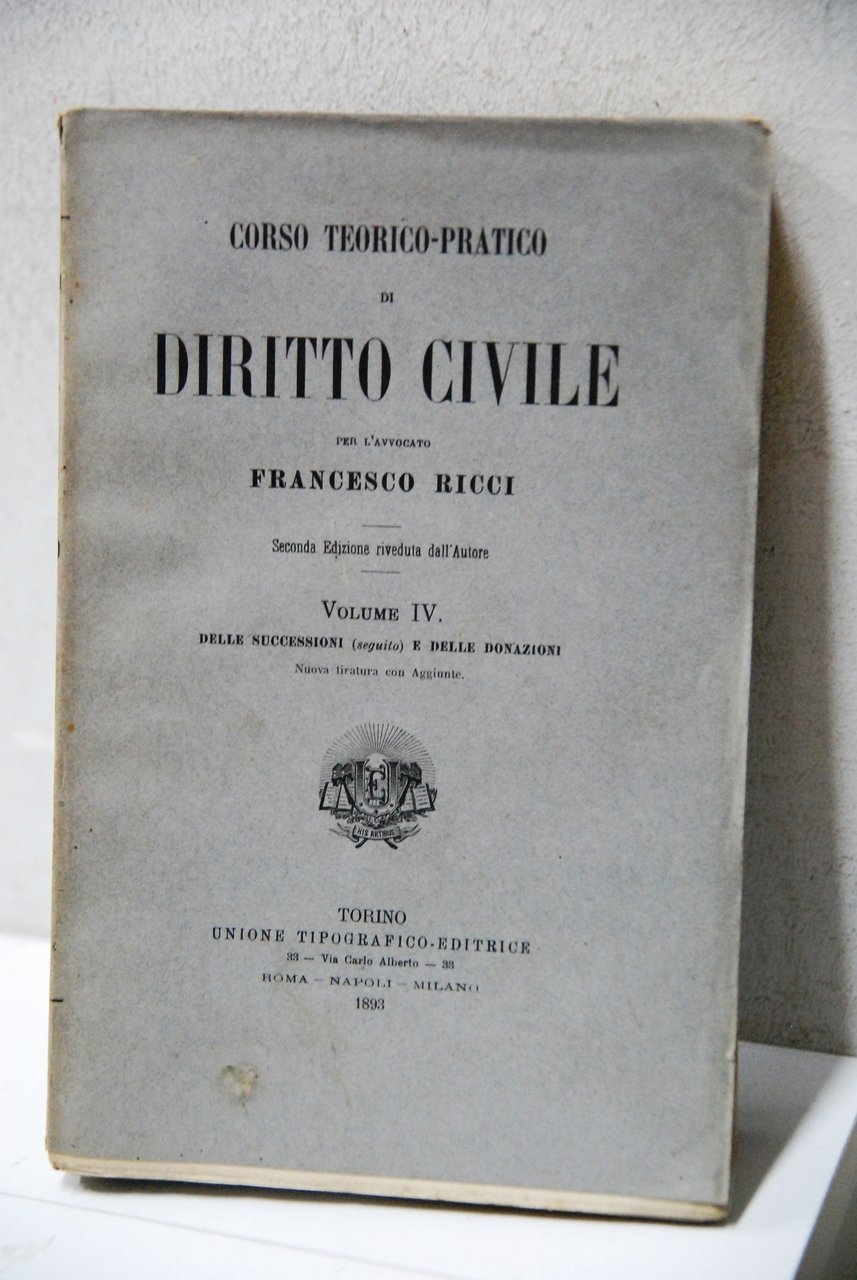 CORSO TEORICO-PRATICO
DI
DIRITTO CIVILE
PER L'AVVOCATO
FRANCESCO RICCI
Seconda Edizione riveduta dall'Autore
VOLUME IV.
DELLE SUCCESSIONI (seguito) E DELLE DONAZIONI
Nuova tiratura con Aggiunte.
HIS ARTIBUS
TORINO
UNIONE TIPOGRAFICO-EDITRICE
33 — Via Carlo Alberto — 33
ROMA — NAPOLI — MILANO
1893